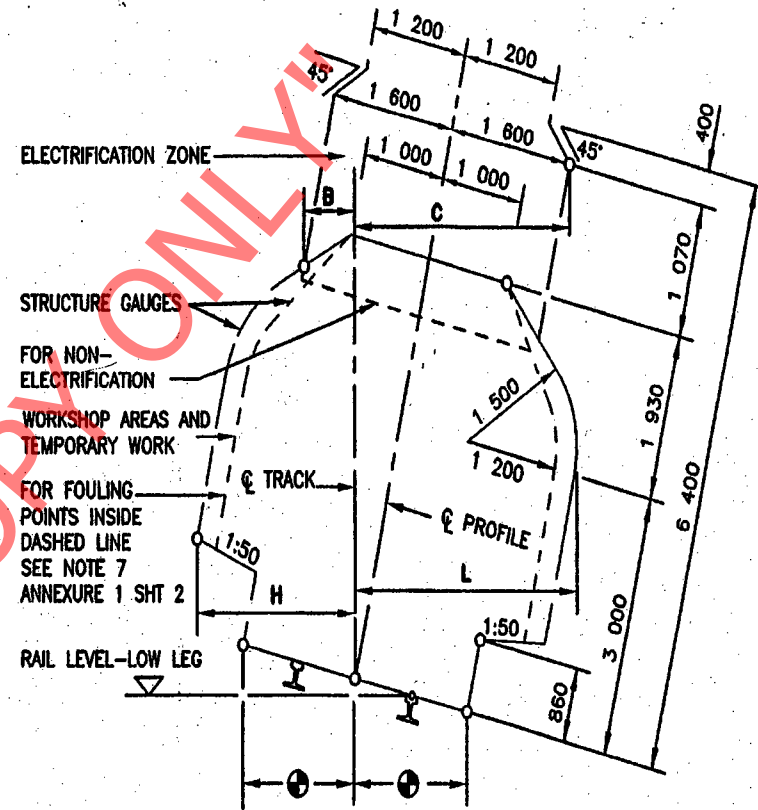 1 200
1 200
45°
1 600
1 600
45°
400
ELECTRIFICATION ZONE
1 000
1 000
B
C
1 070
STRUCTURE GAUGES
FOR NON-
ELECTRIFICATION
1 500
1 930
WORKSHOP AREAS AND
TEMPORARY WORK
1 200
6 400
℄ TRACK
FOR FOULING
POINTS INSIDE
DASHED LINE
SEE NOTE 7
ANNEXURE 1 SHT 2
℄ PROFILE
1:50
H
L
3 000
1:50
RAIL LEVEL-LOW LEG
860
COPY ONLY"